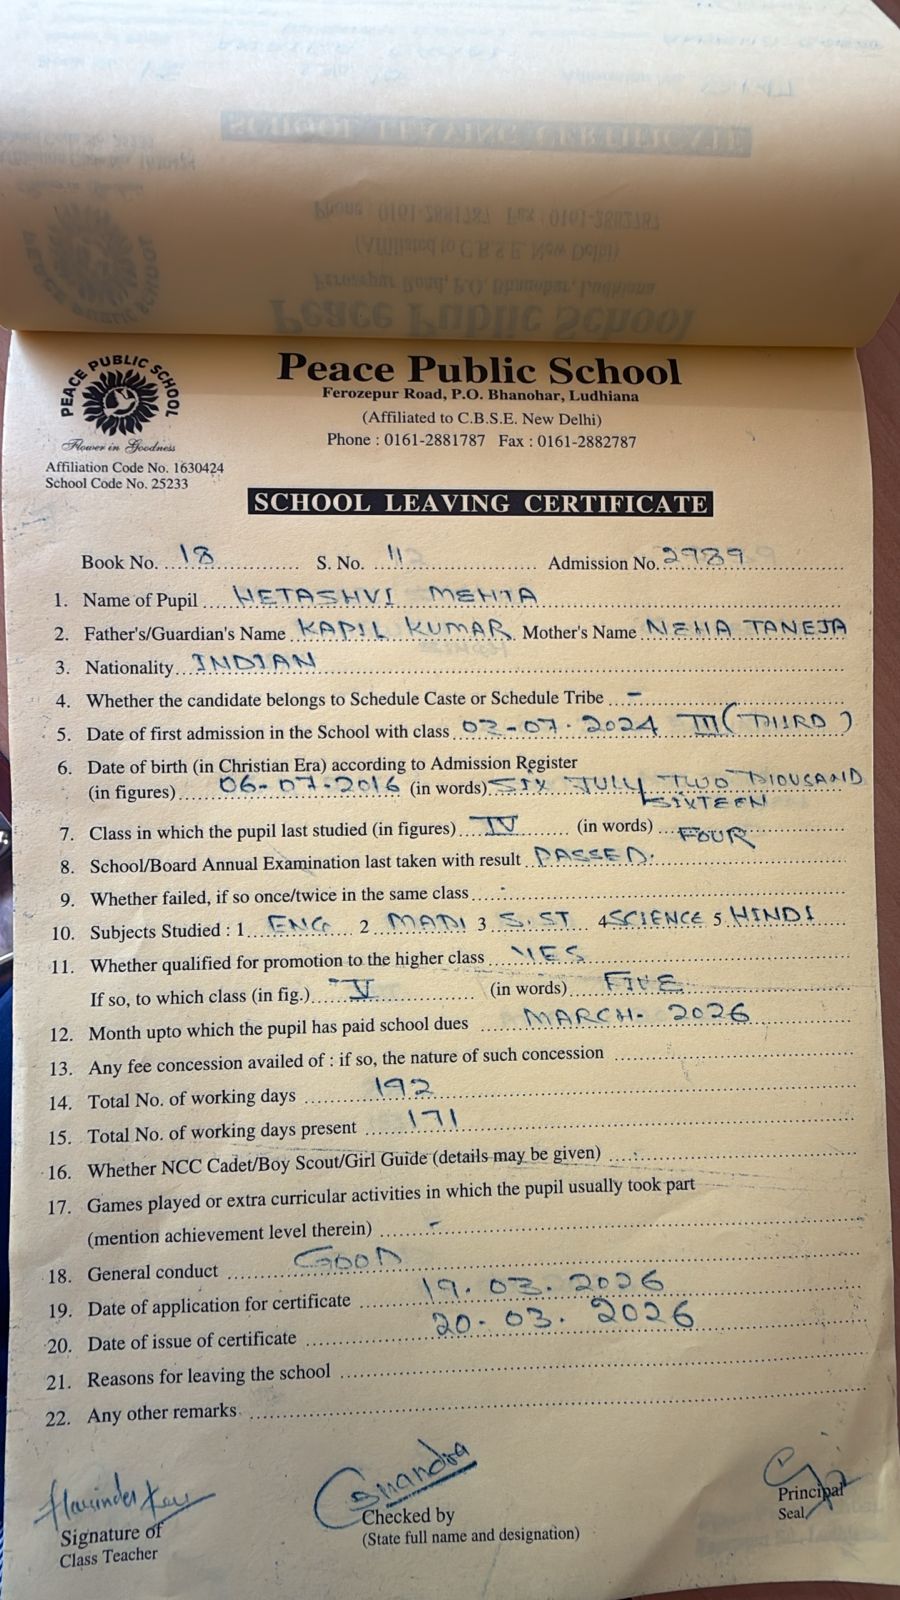 PEACE PUBLIC SCHOOL
Flower in Goodness
Affiliation Code No. 1630424
School Code No. 25233
Peace Public School
Ferozepur Road, P.O. Bhanohar, Ludhiana
(Affiliated to C.B.S.E. New Delhi)
Phone : 0161-2881787 Fax : 0161-2882787
SCHOOL LEAVING CERTIFICATE
Book No. 18 S. No. 11 Admission No. 2989
1. Name of Pupil HETASHVI MEHTA
2. Father's/Guardian's Name KAPIL KUMAR Mother's Name NEHA TANEJA
3. Nationality INDIAN
4. Whether the candidate belongs to Schedule Caste or Schedule Tribe -
5. Date of first admission in the School with class 03-07-2024 III (THIRD)
6. Date of birth (in Christian Era) according to Admission Register
(in figures) 06-07-2016 (in words) SIX JULY TWO THOUSAND
SIXTEEN
7. Class in which the pupil last studied (in figures) IV (in words) FOUR
8. School/Board Annual Examination last taken with result PASSED.
9. Whether failed, if so once/twice in the same class -
10. Subjects Studied : 1 ENG 2 MATH 3 S.ST 4 SCIENCE 5 HINDI
11. Whether qualified for promotion to the higher class YES
If so, to which class (in fig.) V (in words) FIVE
12. Month upto which the pupil has paid school dues MARCH-2026
13. Any fee concession availed of : if so, the nature of such concession
14. Total No. of working days 192
15. Total No. of working days present 171
16. Whether NCC Cadet/Boy Scout/Girl Guide (details may be given)
17. Games played or extra curricular activities in which the pupil usually took part
(mention achievement level therein) -
18. General conduct GOOD
19. Date of application for certificate 19.03.2026
20. Date of issue of certificate 20-03.2026
21. Reasons for leaving the school
22. Any other remarks
Signature of
Class Teacher
Checked by
(State full name and designation)
Principal
Seal